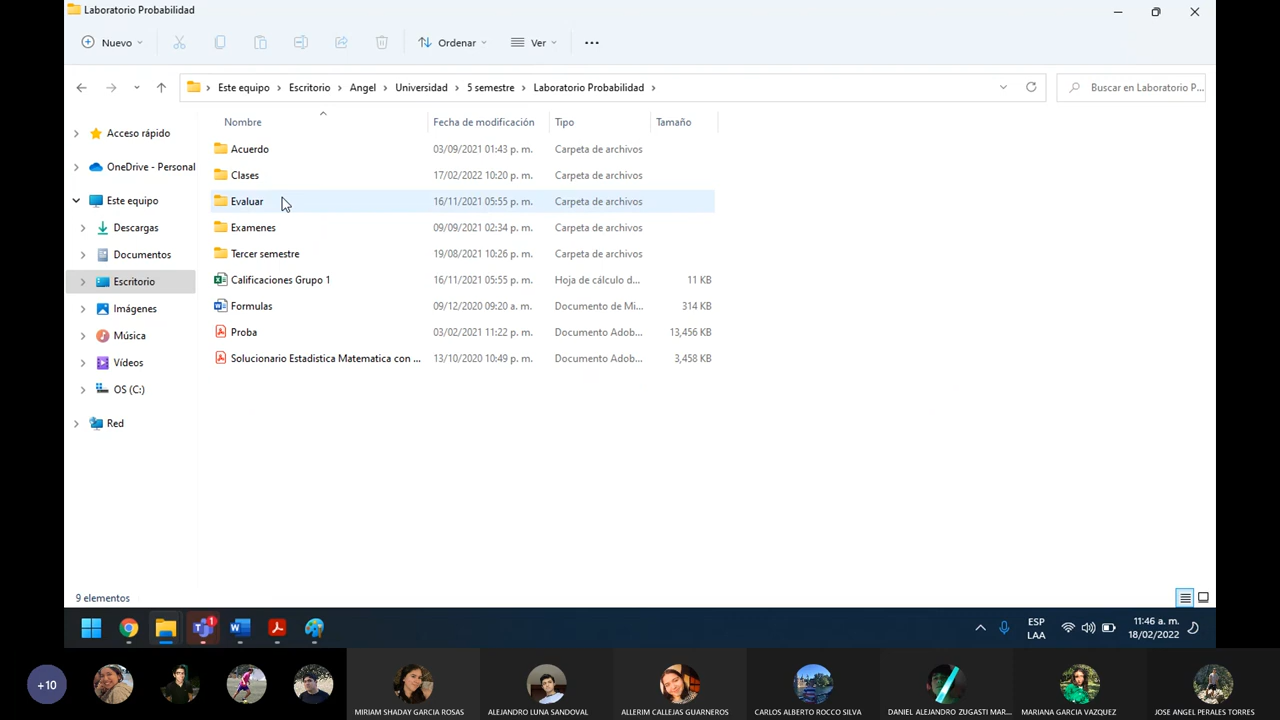 Laboratorio Probabilidad
Nuevo
Ordenar
Ver
Este equipo > Escritorio > Angel > Universidad > 5 semestre > Laboratorio Probabilidad >
Buscar en Laboratorio P...
Acceso rápido
OneDrive - Personal
Este equipo
Descargas
Documentos
Escritorio
Imágenes
Música
Vídeos
OS (C:)
Red
Nombre Fecha de modificación Tipo Tamaño
Acuerdo 03/09/2021 01:43 p. m. Carpeta de archivos
Clases 17/02/2022 10:20 p. m. Carpeta de archivos
Evaluar 16/11/2021 05:55 p. m. Carpeta de archivos
Examenes 09/09/2021 02:34 p. m. Carpeta de archivos
Tercer semestre 19/08/2021 10:26 p. m. Carpeta de archivos
Calificaciones Grupo 1 16/11/2021 05:55 p. m. Hoja de cálculo d... 11 KB
Formulas 09/12/2020 09:20 a. m. Documento de Mi... 314 KB
Proba 03/02/2021 11:22 p. m. Documento Adob... 13,456 KB
Solucionario Estadistica Matematica con ... 13/10/2020 10:49 p. m. Documento Adob... 3,458 KB
9 elementos
1
ESP
LAA
11:46 a. m.
18/02/2022
+10
MIRIAM SHADAY GARCIA ROSAS
ALEJANDRO LUNA SANDOVAL
ALLERIM CALLEJAS GUARNEROS
CARLOS ALBERTO ROCCO SILVA
DANIEL ALEJANDRO ZUGASTI MAR...
MARIANA GARCIA VAZQUEZ
JOSE ANGEL PERALES TORRES